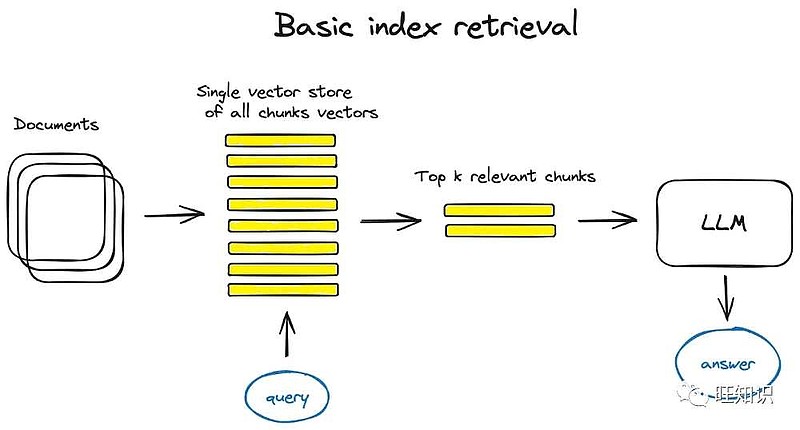 Basic index retrieval
Documents
Single vector store
of all chunks vectors
Top k relevant chunks
LLM
query
answer
旺知识